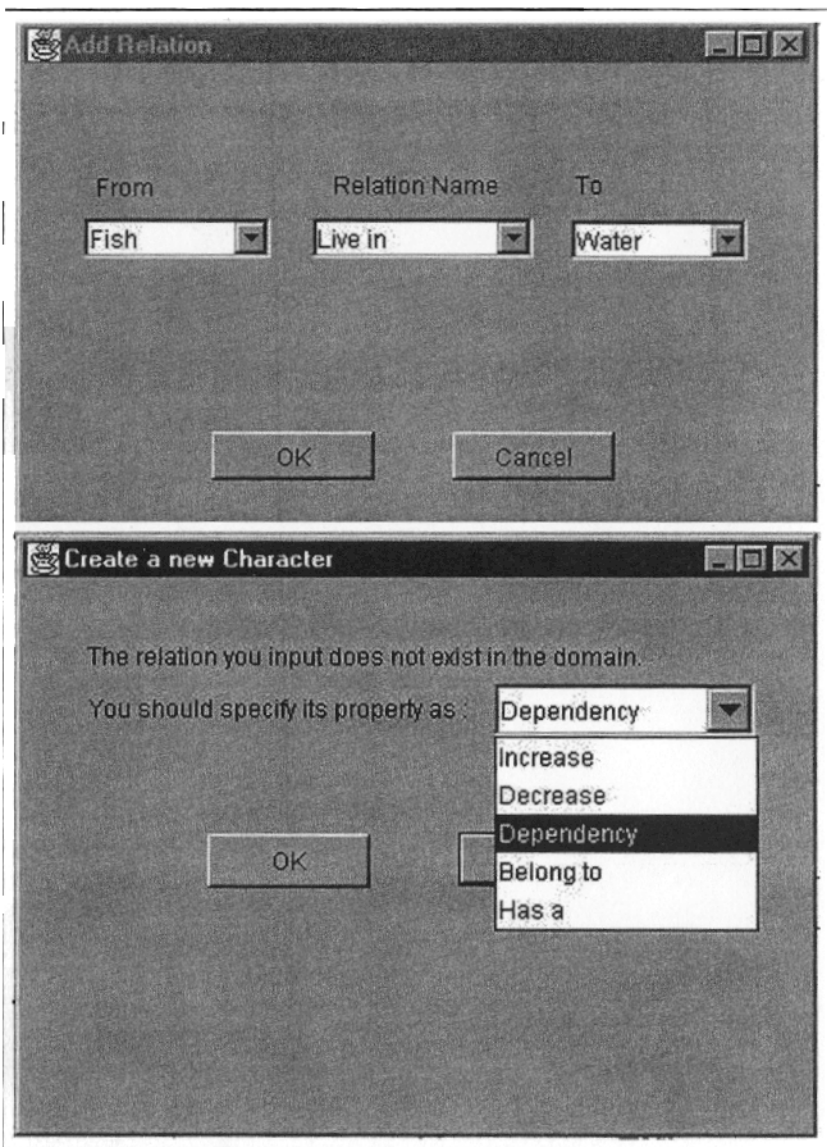 Add Relation
From Relation Name To
Fish Live in Water
OK Cancel
Create a new Character
The relation you input does not exist in the domain.
You should specify its property as : Dependency
Increase
Decrease
Dependency
Belong to
Has a
OK